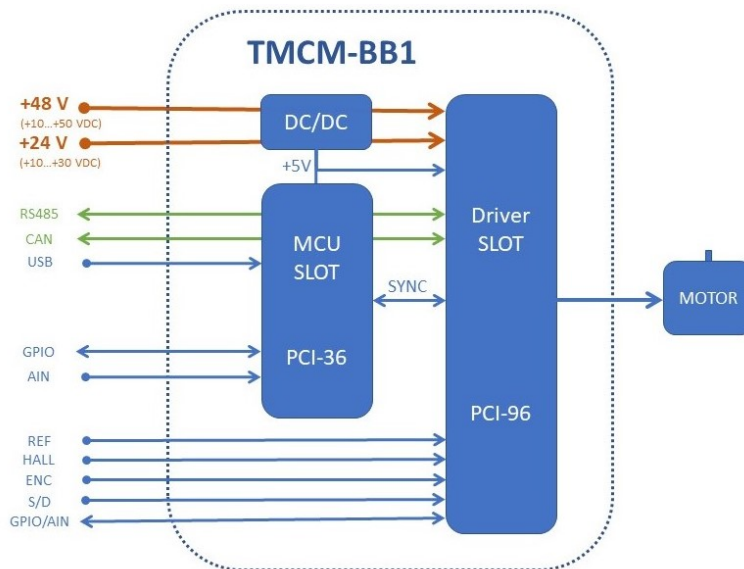 TMCM-BB1
+48 V
(+10...+50 VDC)
+24 V
(+10...+30 VDC)
DC/DC
+5V
RS485
CAN
USB
MCU
SLOT
Driver
SLOT
SYNC
MOTOR
GPIO
AIN
PCI-36
PCI-96
REF
HALL
ENC
S/D
GPIO/AIN